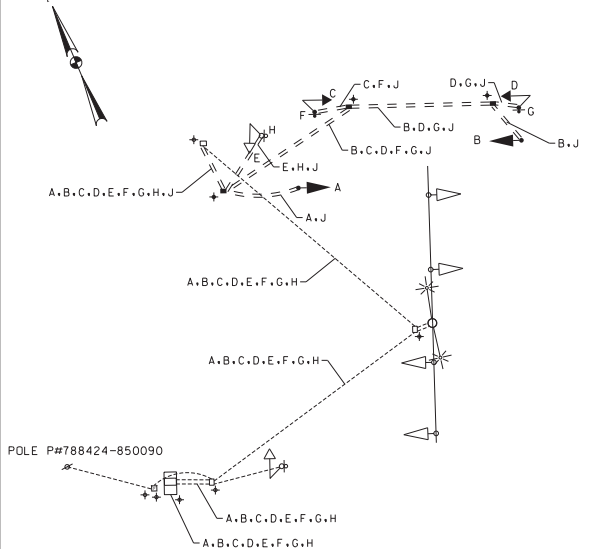 C
C.F.J
D.G.J
D
F
G
B.D.G.J
B
B.J
H
E
B.C.D.F.G.J
E.H.J
A.B.C.D.E.F.G.H.J
A
A.J
A.B.C.D.E.F.G.H
A.B.C.D.E.F.G.H
POLE P#788424-850090
A.B.C.D.E.F.G.H
A.B.C.D.E.F.G.H